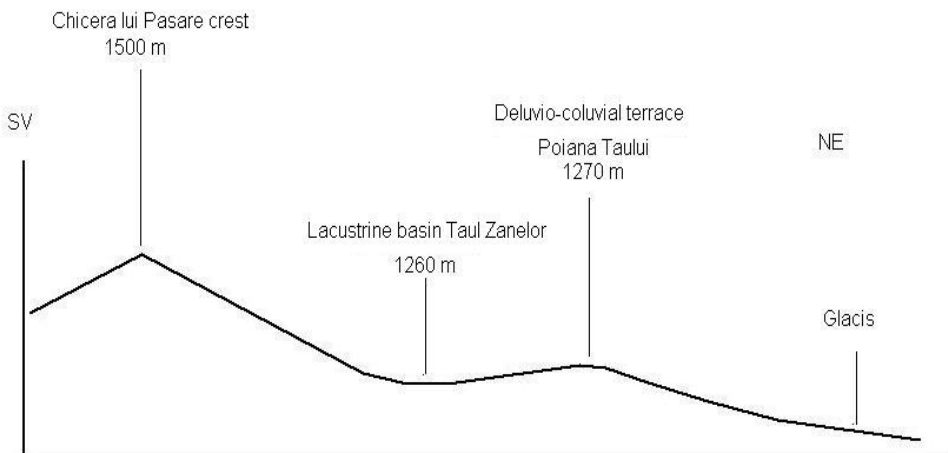 Chicera lui Pasare crest
1500 m
SV
Deluvio-coluvial terrace
Poiana Taului
1270 m
NE
Lacustrine basin Taul Zanelor
1260 m
Glacis